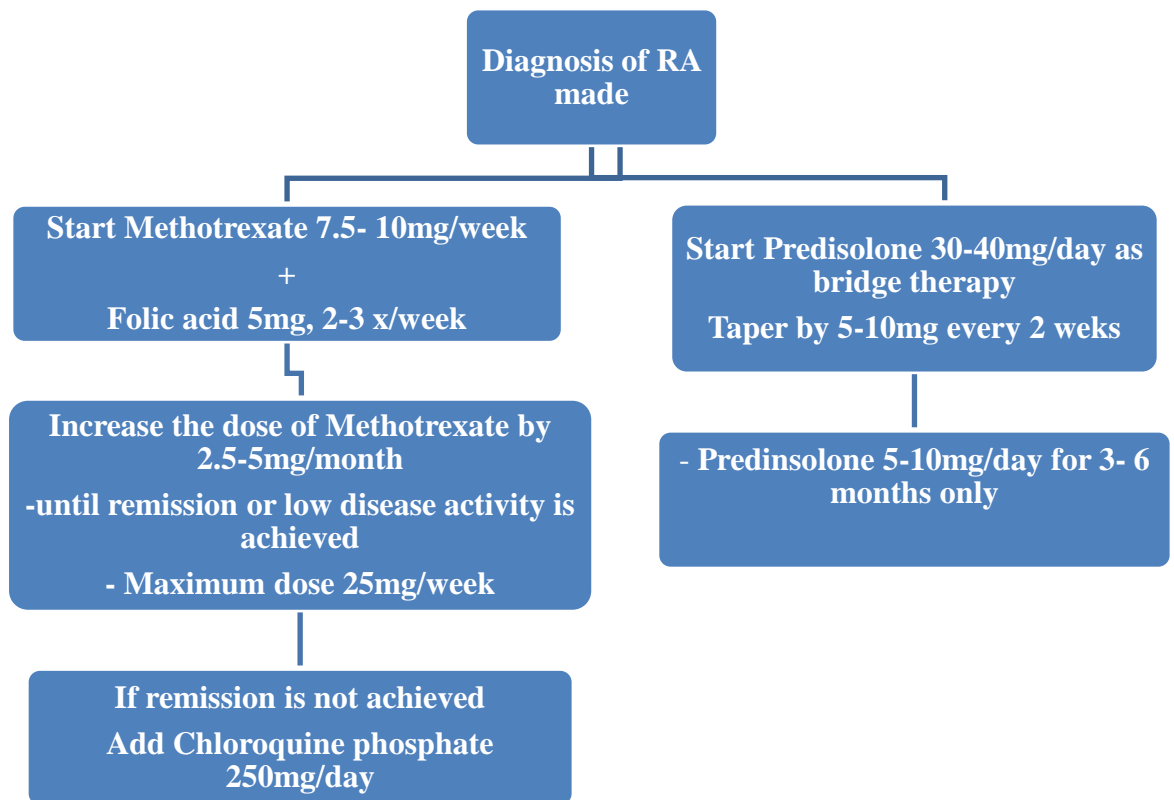 Diagnosis of RA
made
Start Methotrexate 7.5- 10mg/week
+
Folic acid 5mg, 2-3 x/week
Increase the dose of Methotrexate by
2.5-5mg/month
-until remission or low disease activity is
achieved
- Maximum dose 25mg/week
If remission is not achieved
Add Chloroquine phosphate
250mg/day
Start Predisolone 30-40mg/day as
bridge therapy
Taper by 5-10mg every 2 weks
- Predinsolone 5-10mg/day for 3- 6
months only